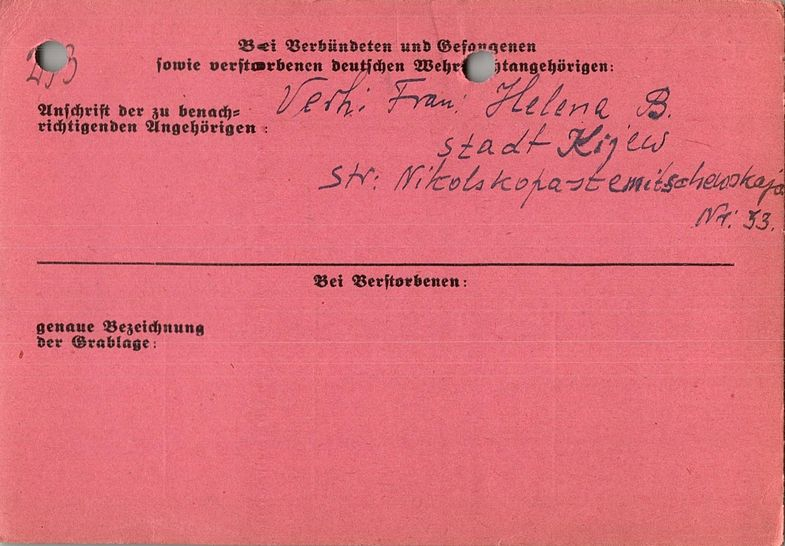 Bei Verbündeten und Gefangenen
sowie verstorbenen deutschen Wehrmachtangehörigen:
Anschrift der zu benach-
richtigenden Angehörigen:
Verh: Frau: Helena B.
stadt Kijew
Str: Nikolskopastemitschewskaja
Nr: 33.
Bei Verstorbenen:
genaue Bezeichnung
der Grablage: